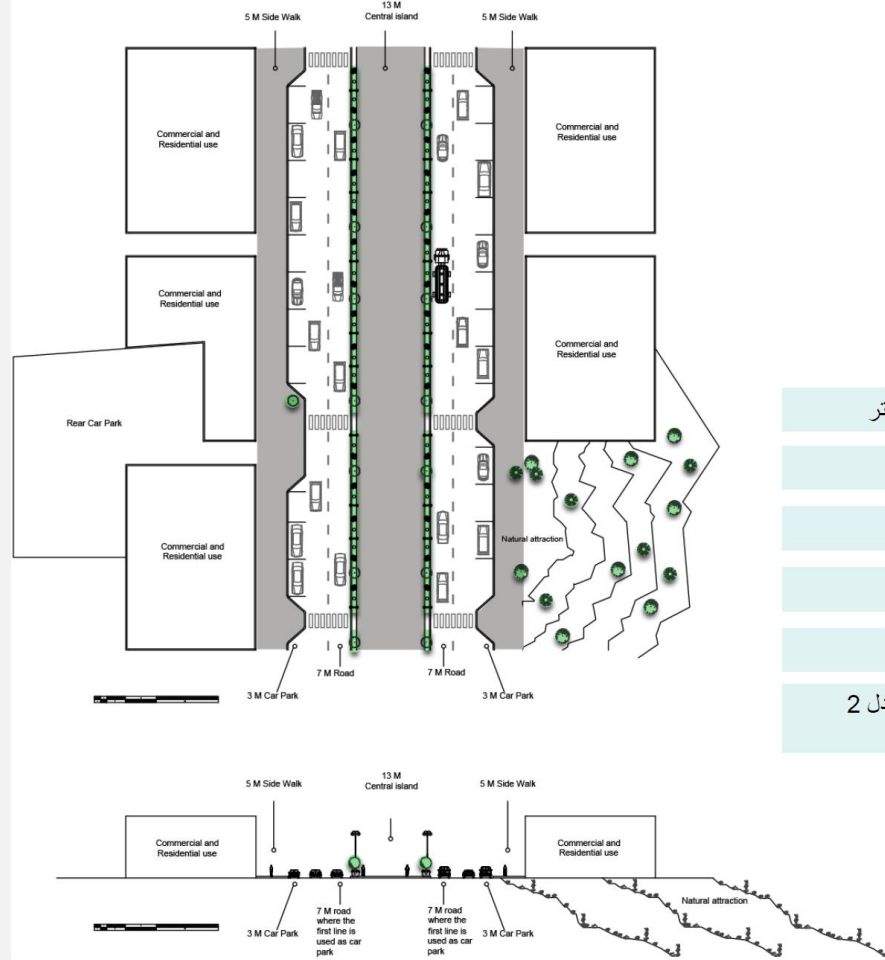 13 M
Central island
5 M Side Walk
5 M Side Walk
Commercial and
Residential use
Commercial and
Residential use
Commercial and
Residential use
Commercial and
Residential use
Rear Car Park
Commercial and
Residential use
Natural attraction
7 M Road
7 M Road
3 M Car Park
3 M Car Park
دل 2
13 M
Central island
5 M Side Walk
5 M Side Walk
Commercial and
Residential use
Commercial and
Residential use
Natural attraction
3 M Car Park
7 M road
where the
first line is
used as car
park
7 M road
where the
first line is
used as car
park
3 M Car Park